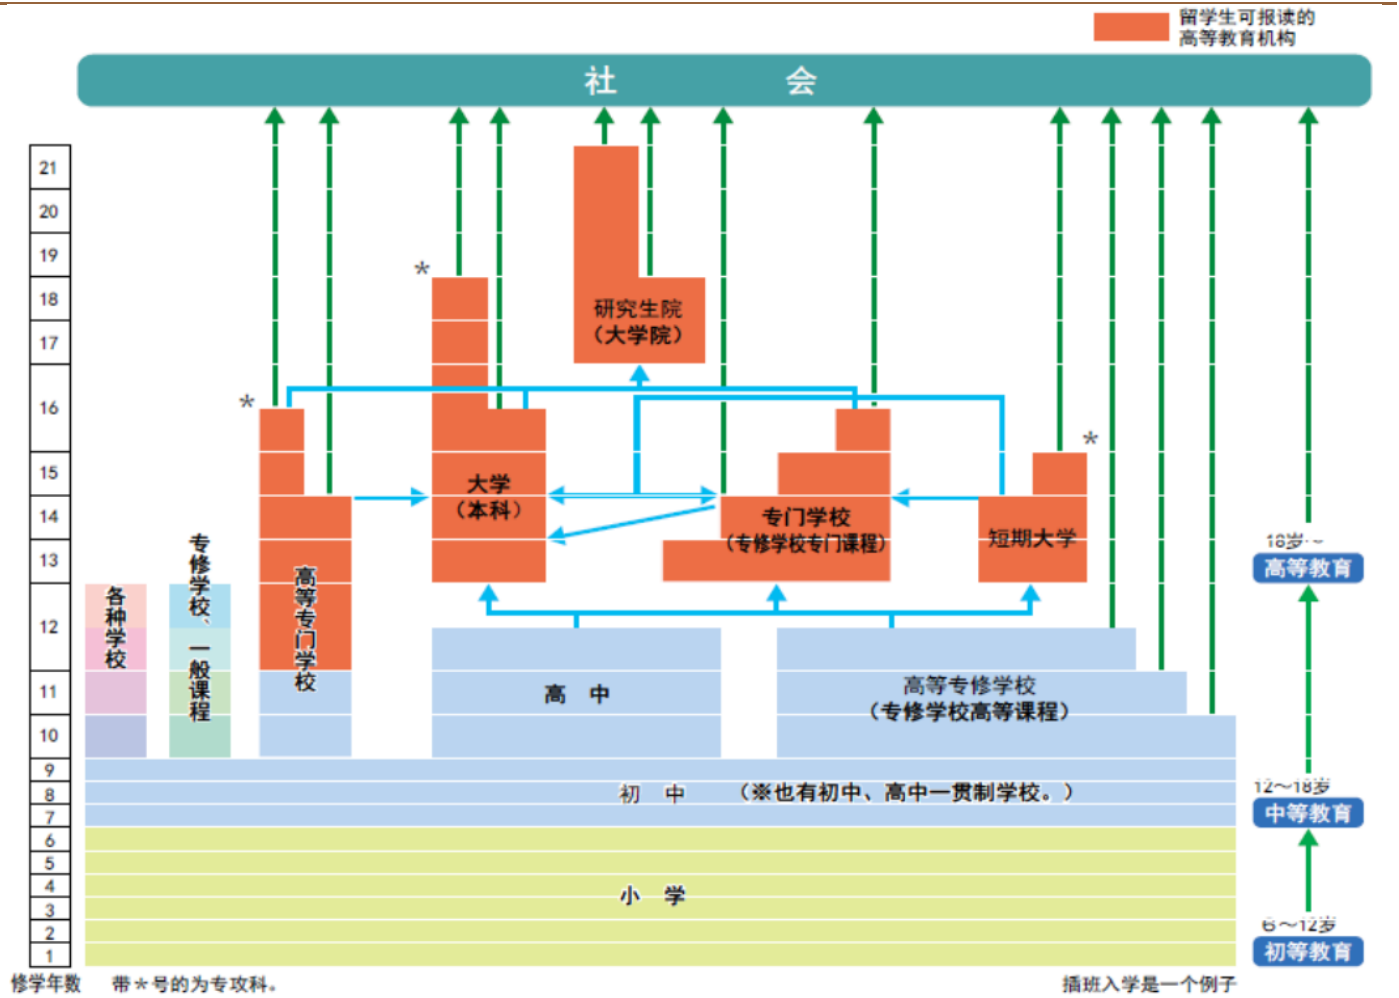 留学生可报读的
高等教育机构
社 会
21
20
19
*
18
研究生院
（大学院）
17
*
16
*
15
大学
（本科）
14
专门学校
（专修学校专门课程）
短期大学
13
18岁～
高等教育
12
各种学校
专修学校、一般课程
高等专门学校
11
高 中
高等专修学校
（专修学校高等课程）
10
9
8
初 中 （※也有初中、高中一贯制学校。）
7
12～18岁
中等教育
6
5
4
小 学
3
2
1
6～12岁
初等教育
修学年数
带*号的为专攻科。
插班入学是一个例子